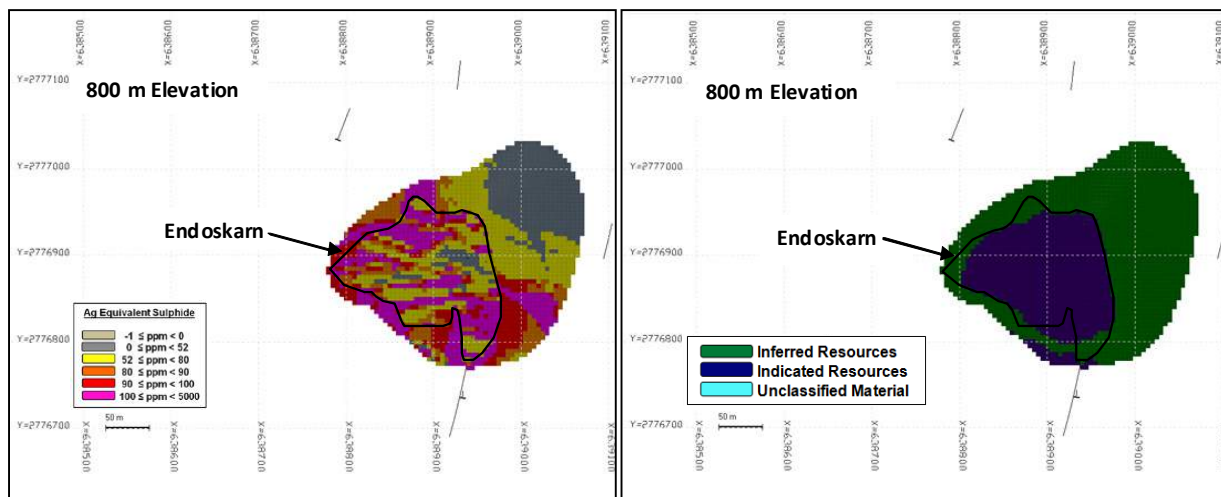 X=638500 X=638600 X=638700 X=638800 X=638900 X=639000 X=639100
Y=2777100
800 m Elevation
Y=2777000
Endoskarn
Y=2776900
Y=2776800
Ag Equivalent Sulphide
-1 ≤ ppm < 0
0 ≤ ppm < 52
52 ≤ ppm < 80
80 ≤ ppm < 90
90 ≤ ppm < 100
100 ≤ ppm < 5000
50 m
Y=2776700
X=638500 X=638600 X=638700 X=638800 X=638900 X=639000 X=639100
X=638500 X=638600 X=638700 X=638800 X=638900 X=639000
Y=2777100
800 m Elevation
Y=2777000
Endoskarn
Y=2776900
Y=2776800
Inferred Resources
Indicated Resources
Unclassified Material
50 m
Y=2776700
X=638500 X=638600 X=638700 X=638800 X=638900 X=639000